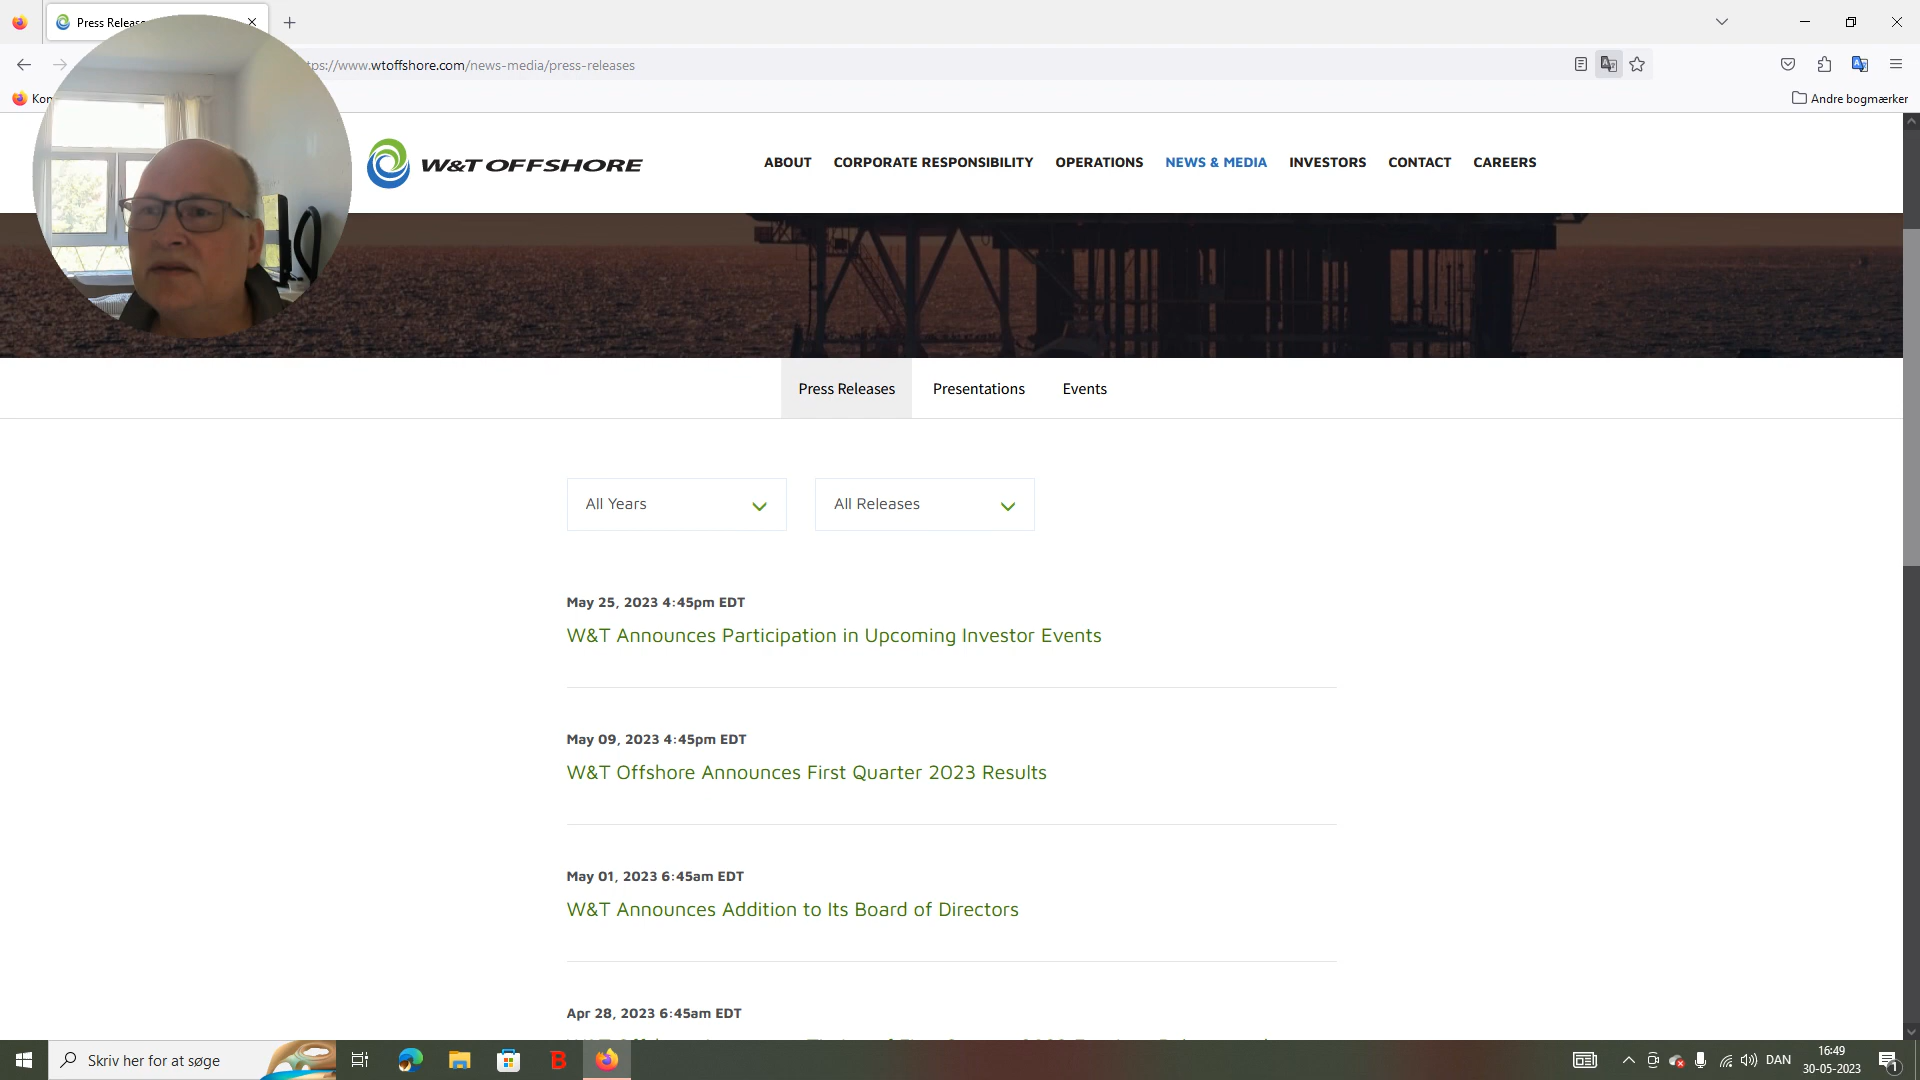 Press Releas
https://www.wtoffshore.com/news-media/press-releases
Kor
Andre bogmærker
W&T OFFSHORE
ABOUT
CORPORATE RESPONSIBILITY
OPERATIONS
NEWS & MEDIA
INVESTORS
CONTACT
CAREERS
Press Releases
Presentations
Events
All Years
All Releases
May 25, 2023 4:45pm EDT
W&T Announces Participation in Upcoming Investor Events
May 09, 2023 4:45pm EDT
W&T Offshore Announces First Quarter 2023 Results
May 01, 2023 6:45am EDT
W&T Announces Addition to Its Board of Directors
Apr 28, 2023 6:45am EDT
Skriv her for at søge
B
DAN
16:49
30-05-2023
1